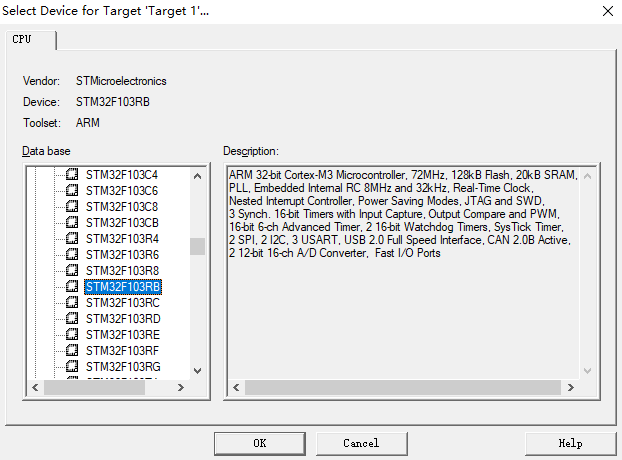 Select Device for Target 'Target 1'...
CPU
Vendor: STMicroelectronics
Device: STM32F103RB
Toolset: ARM
Data base
Description:
STM32F103C4
STM32F103C6
STM32F103C8
STM32F103CB
STM32F103R4
STM32F103R6
STM32F103R8
STM32F103RB
STM32F103RC
STM32F103RD
STM32F103RE
STM32F103RF
STM32F103RG
ARM 32-bit Cortex-M3 Microcontroller, 72MHz, 128kB Flash, 20kB SRAM,
PLL, Embedded Internal RC 8MHz and 32kHz, Real-Time Clock,
Nested Interrupt Controller, Power Saving Modes, JTAG and SWD,
3 Synch. 16-bit Timers with Input Capture, Output Compare and PWM,
16-bit 6-ch Advanced Timer, 2 16-bit Watchdog Timers, SysTick Timer,
2 SPI, 2 I2C, 3 USART, USB 2.0 Full Speed Interface, CAN 2.0B Active,
2 12-bit 16-ch A/D Converter, Fast I/O Ports
OK
Cancel
Help